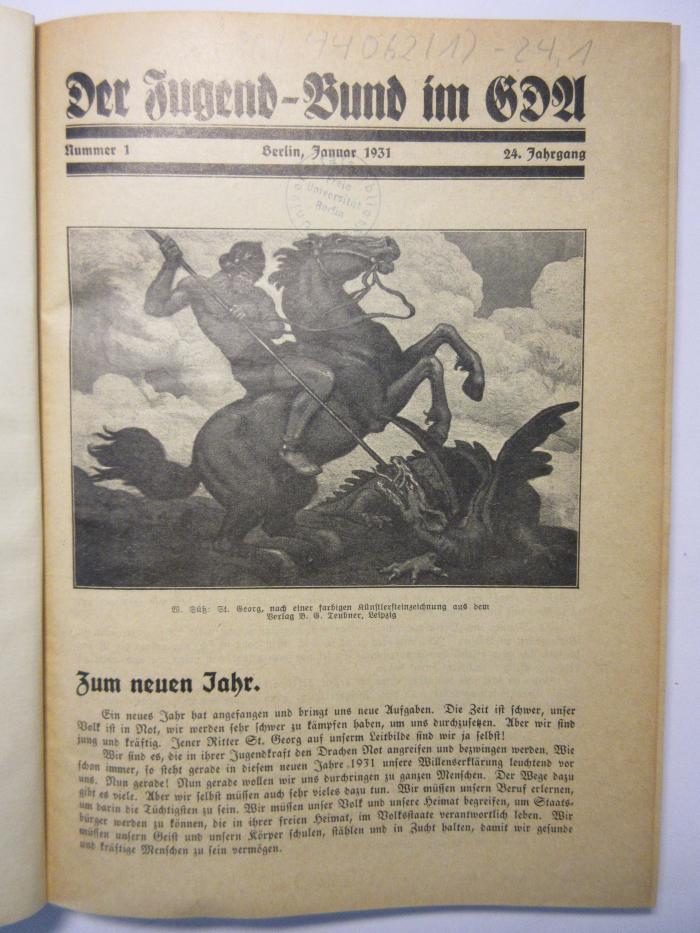 44062(1) -24,1
Der Jugend-Bund im GDA
Nummer 1 Berlin, Januar 1931 24. Jahrgang
Freie
Universität
Berlin
W. Süß: St. Georg, nach einer farbigen Künstlersteinzeichnung aus dem
Verlag B. G. Teubner, Leipzig
Zum neuen Jahr.
Ein neues Jahr hat angefangen und bringt uns neue Aufgaben. Die Zeit ist schwer, unser
Volk ist in Not, wir werden sehr schwer zu kämpfen haben, um uns durchzusetzen. Aber wir sind
jung und kräftig. Jener Ritter St. Georg auf unserm Leitbilde sind wir ja selbst!
Wir sind es, die in ihrer Jugendkraft den Drachen Not angreifen und bezwingen werden. Wie
schon immer, so steht gerade in diesem neuen Jahre 1931 unsere Willenserklärung leuchtend vor
uns. Nun gerade! Nun gerade wollen wir uns durchringen zu ganzen Menschen. Der Wege dazu
gibt es viele. Aber wir selbst müssen auch sehr vieles dazu tun. Wir müssen unsern Beruf erlernen,
um darin die Tüchtigsten zu sein. Wir müssen unser Volk und unsere Heimat begreifen, um Staats-
bürger werden zu können, die in ihrer freien Heimat, im Volksstaate verantwortlich leben. Wir
müssen unsern Geist und unsern Körper schulen, stählen und in Zucht halten, damit wir gesunde
und kräftige Menschen zu sein vermögen.